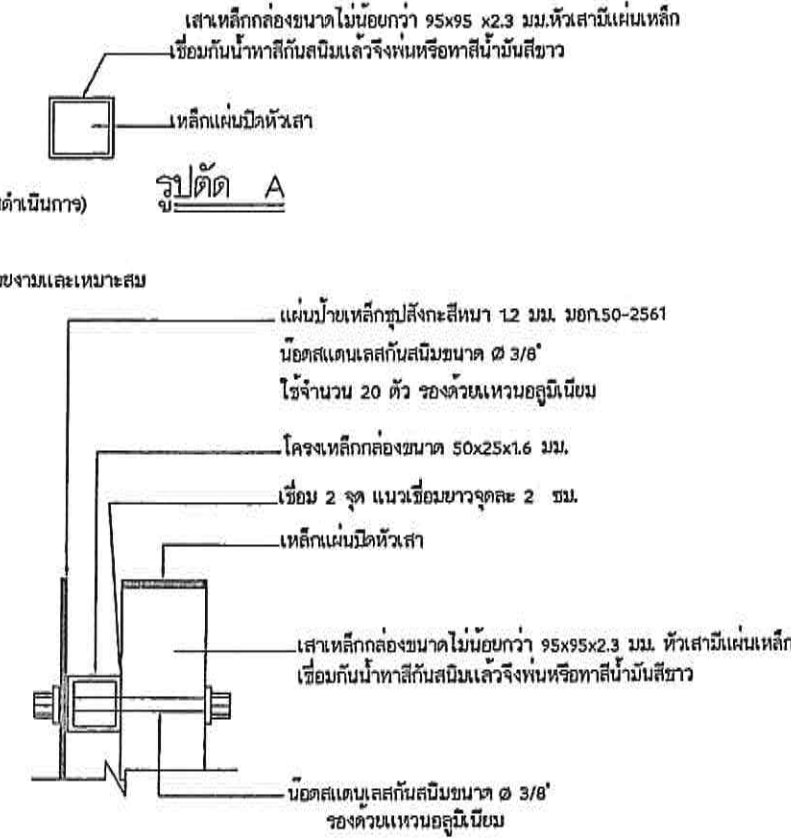 เสาเหล็กกล่องขนาดไม่น้อยกว่า 95x95 x2.3 มม.หัวเสามีแผ่นเหล็ก
เชื่อมกันน้ำทาสีกันสนิมแล้วจึงพ่นหรือทาสีน้ำมันสีขาว
เหล็กแผ่นปิดหัวเสา
ดำเนินการ)
รูปตัด A
ยงามและเหมาะสม
แผ่นป้ายเหล็กชุบสังกะสีหนา 1.2 มม. มอก.50-2561
น๊อตสแตนเลสกันสนิมขนาด Ø 3/8"
ใช้จำนวน 20 ตัว รองด้วยแหวนอลูมิเนียม
โครงเหล็กกล่องขนาด 50x25x1.6 มม.
เชื่อม 2 จุด แนวเชื่อมยาวจุดละ 2 ซม.
เหล็กแผ่นปิดหัวเสา
เสาเหล็กกล่องขนาดไม่น้อยกว่า 95x95x2.3 มม. หัวเสามีแผ่นเหล็ก
เชื่อมกันน้ำทาสีกันสนิมแล้วจึงพ่นหรือทาสีน้ำมันสีขาว
น๊อตสแตนเลสกันสนิมขนาด Ø 3/8"
รองด้วยแหวนอลูมิเนียม